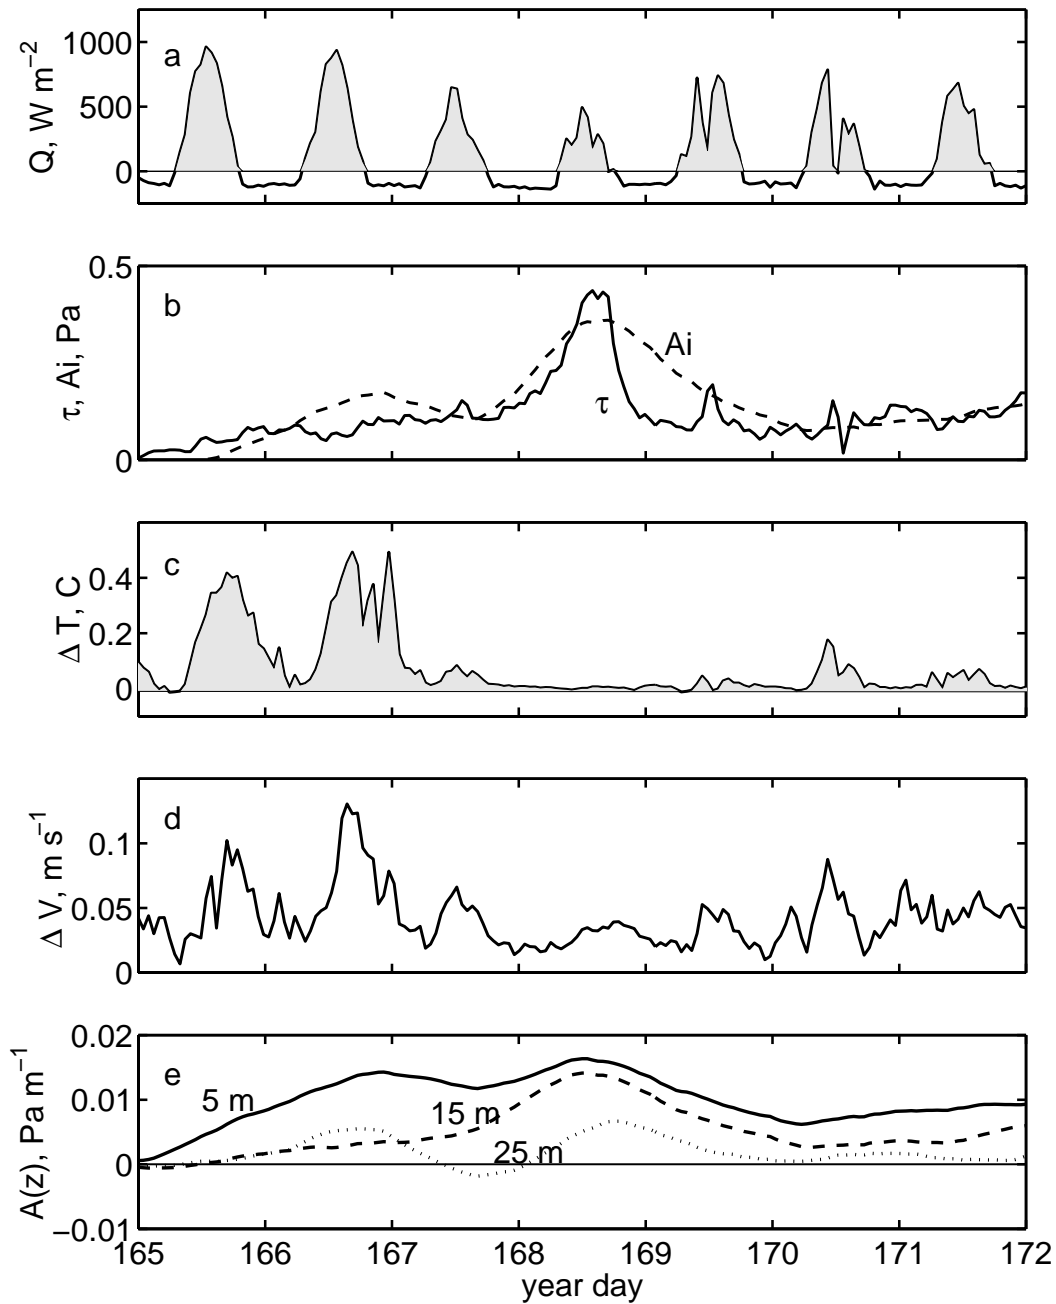 a
Q, W m−2
1000
500
0
b
τ, Ai, Pa
0.5
0
Ai
τ
c
Δ T, C
0.4
0.2
0
d
Δ V, m s−1
0.1
0.05
0
e
A(z), Pa m−1
0.02
0.01
0
−0.01
5 m
15 m
25 m
165 166 167 168 169 170 171 172
year day